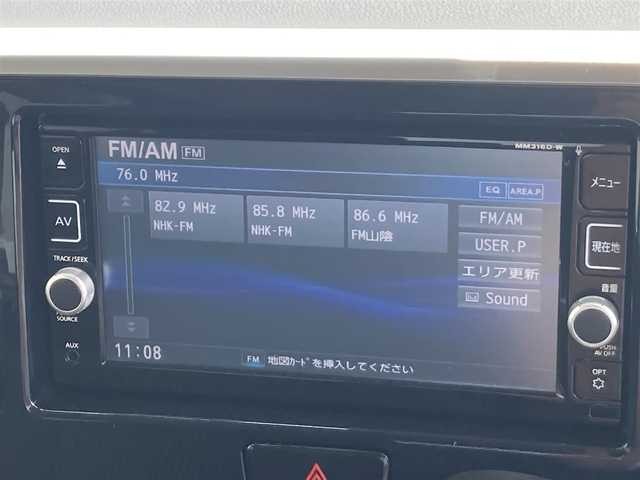 MM316D-W
OPEN
FM/AM FM
メニュー
76.0 MHz
EQ AREA.P
82.9 MHz
NHK-FM
85.8 MHz
NHK-FM
86.6 MHz
FM山陰
FM/AM
AV
USER.P
現在地
TRACK/SEEK
エリア更新
音量
Sound
SOURCE
AUX
11:08
FM 地図ｶｰﾄﾞを挿入してください
PUSH
AV OFF
OPT